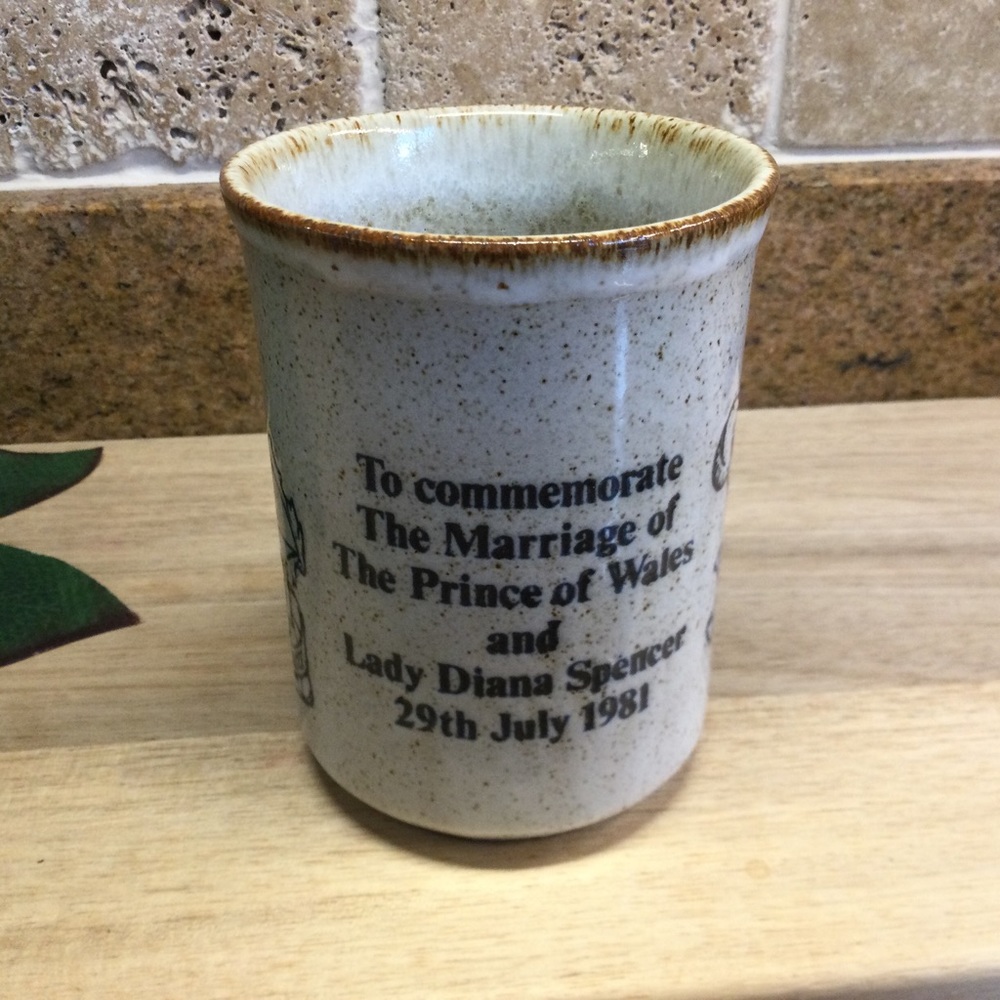 To commemorate
The Marriage of
The Prince of Wales
and
Lady Diana Spencer
29th July 1981